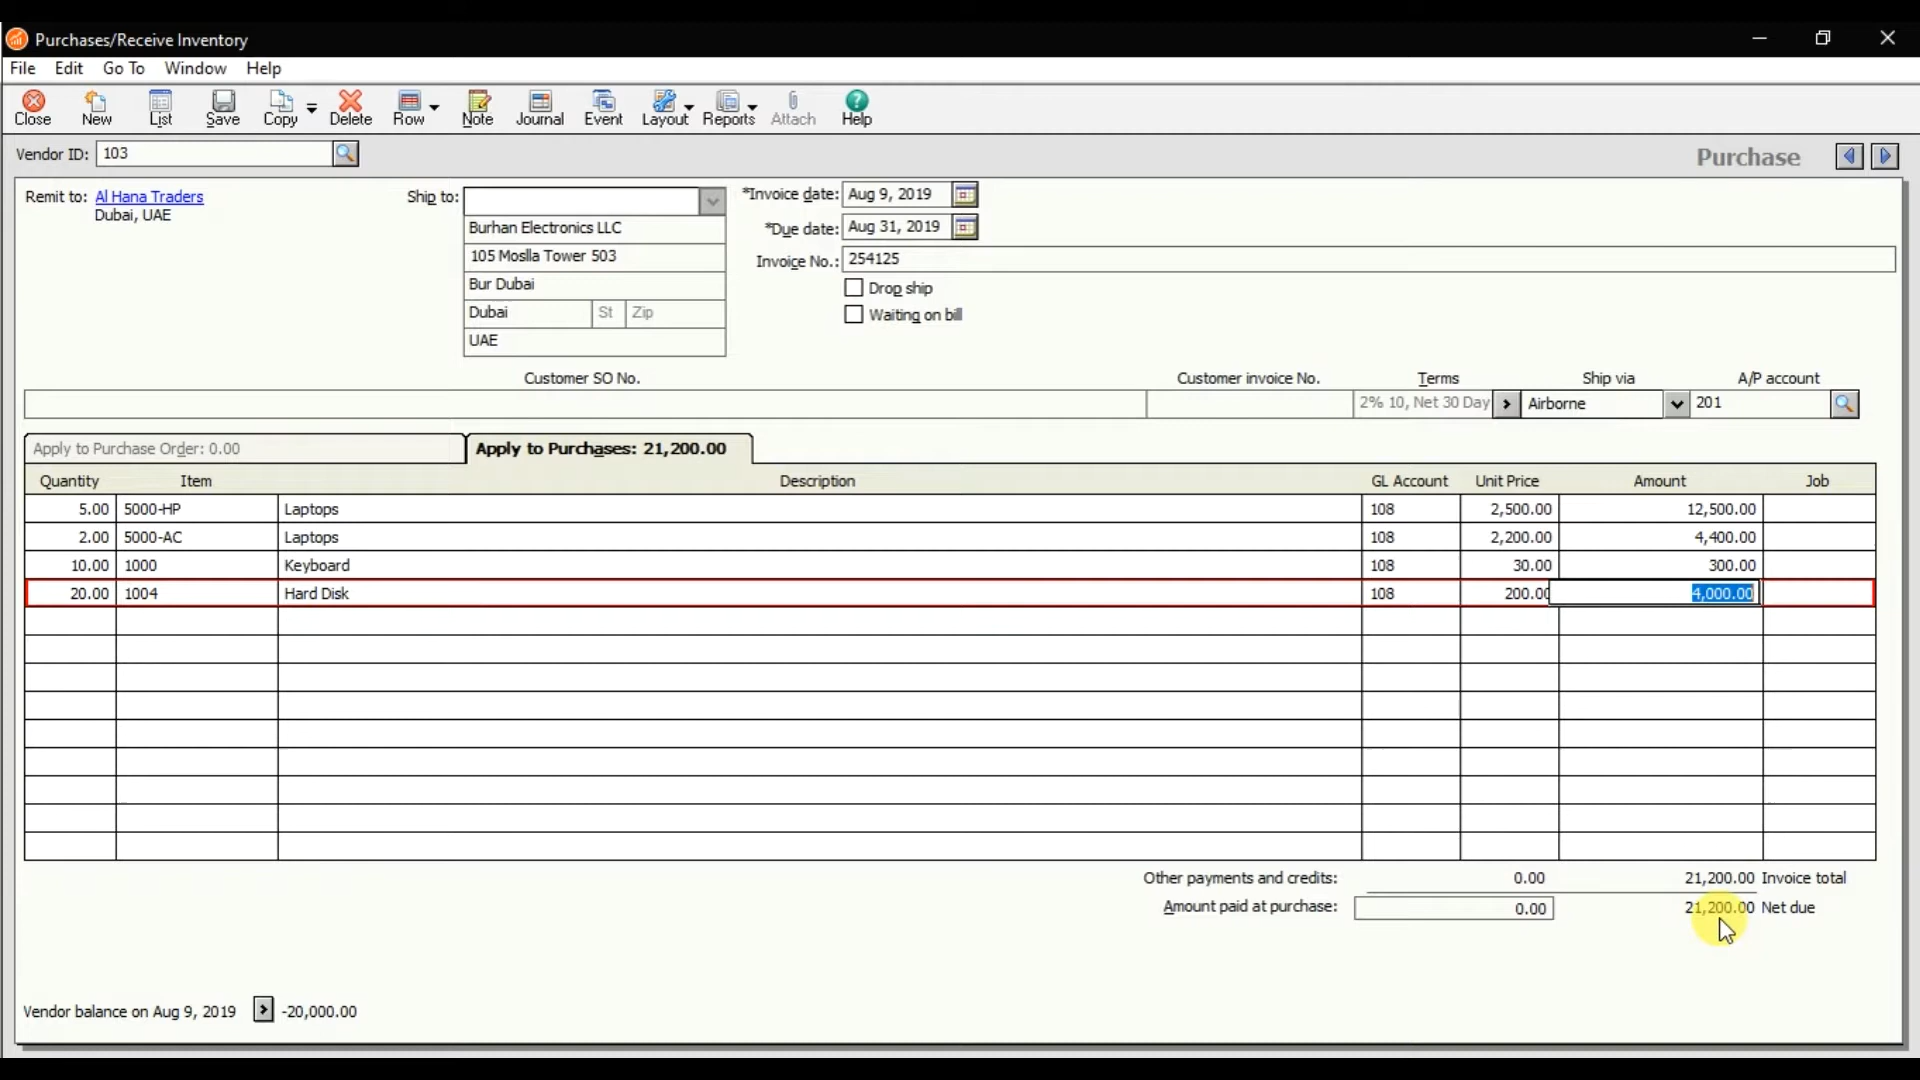 Purchases/Receive Inventory
File Edit Go To Window Help
Close New List Save Copy Delete Row Note Journal Event Layout Reports Attach Help
Vendor ID: 103
Purchase
Remit to: Al Hana Traders
Dubai, UAE
Ship to:
Burhan Electronics LLC
105 Moslla Tower 503
Bur Dubai
Dubai St Zip
UAE
*Invoice date: Aug 9, 2019
*Due date: Aug 31, 2019
Invoice No.: 254125
Drop ship
Waiting on bill
Customer SO No. Customer invoice No. Terms Ship via A/P account
2% 10, Net 30 Day Airborne 201
Apply to Purchase Order: 0.00 Apply to Purchases: 21,200.00
Quantity Item Description GL Account Unit Price Amount Job
5.00 5000-HP Laptops 108 2,500.00 12,500.00
2.00 5000-AC Laptops 108 2,200.00 4,400.00
10.00 1000 Keyboard 108 30.00 300.00
20.00 1004 Hard Disk 108 200.00 4,000.00
Other payments and credits: 0.00 21,200.00 Invoice total
Amount paid at purchase: 0.00 21,200.00 Net due
Vendor balance on Aug 9, 2019 -20,000.00